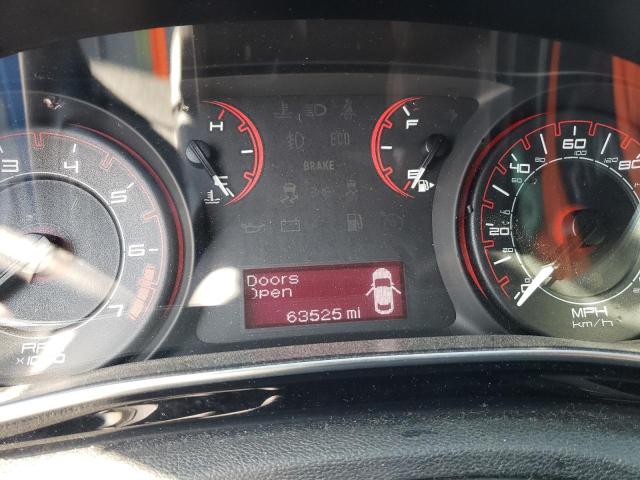 H
F
ECO
BRAKE
C
E
3
4
5
6
7
RPM
x1000
Doors
Open
63525 mi
0
20
40
60
80
100
MPH
km/h